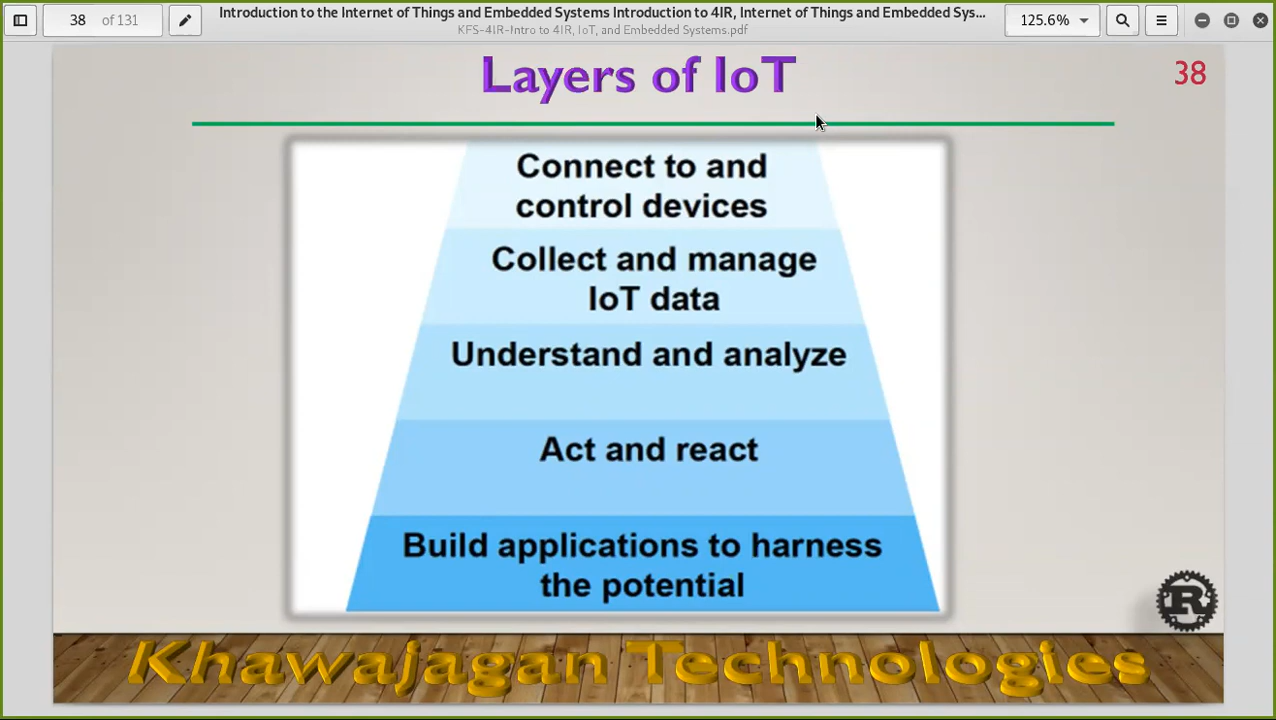 38 of 131
Introduction to the Internet of Things and Embedded Systems Introduction to 4IR, Internet of Things and Embedded Sys...
KFS-4IR-Intro to 4IR, IoT, and Embedded Systems.pdf
125.6%
Layers of IoT
38
Connect to and
control devices
Collect and manage
IoT data
Understand and analyze
Act and react
Build applications to harness
the potential
R
Khawajagan Technologies